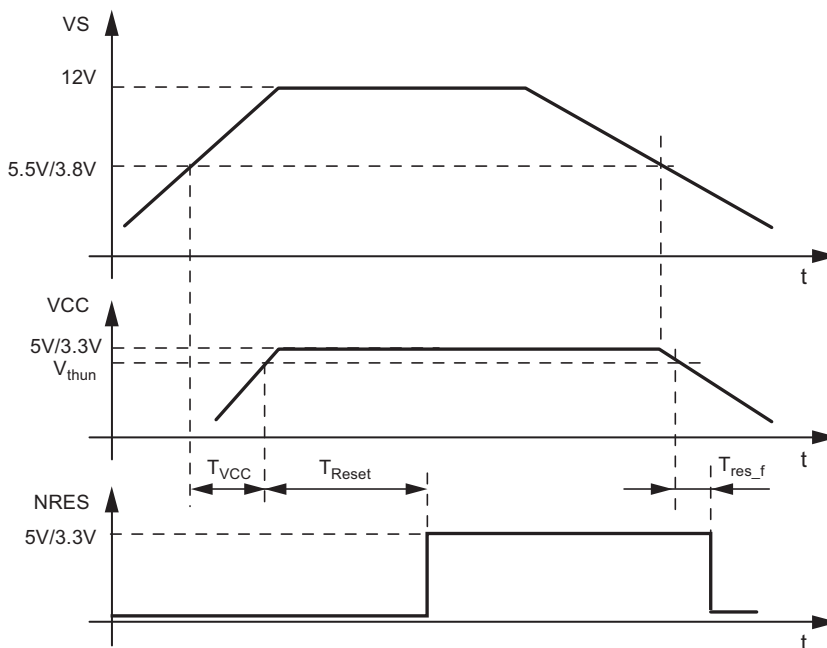 VS
12V
5.5V/3.8V
t
VCC
5V/3.3V
Vthun
t
TVCC
TReset
Tres_f
NRES
5V/3.3V
t